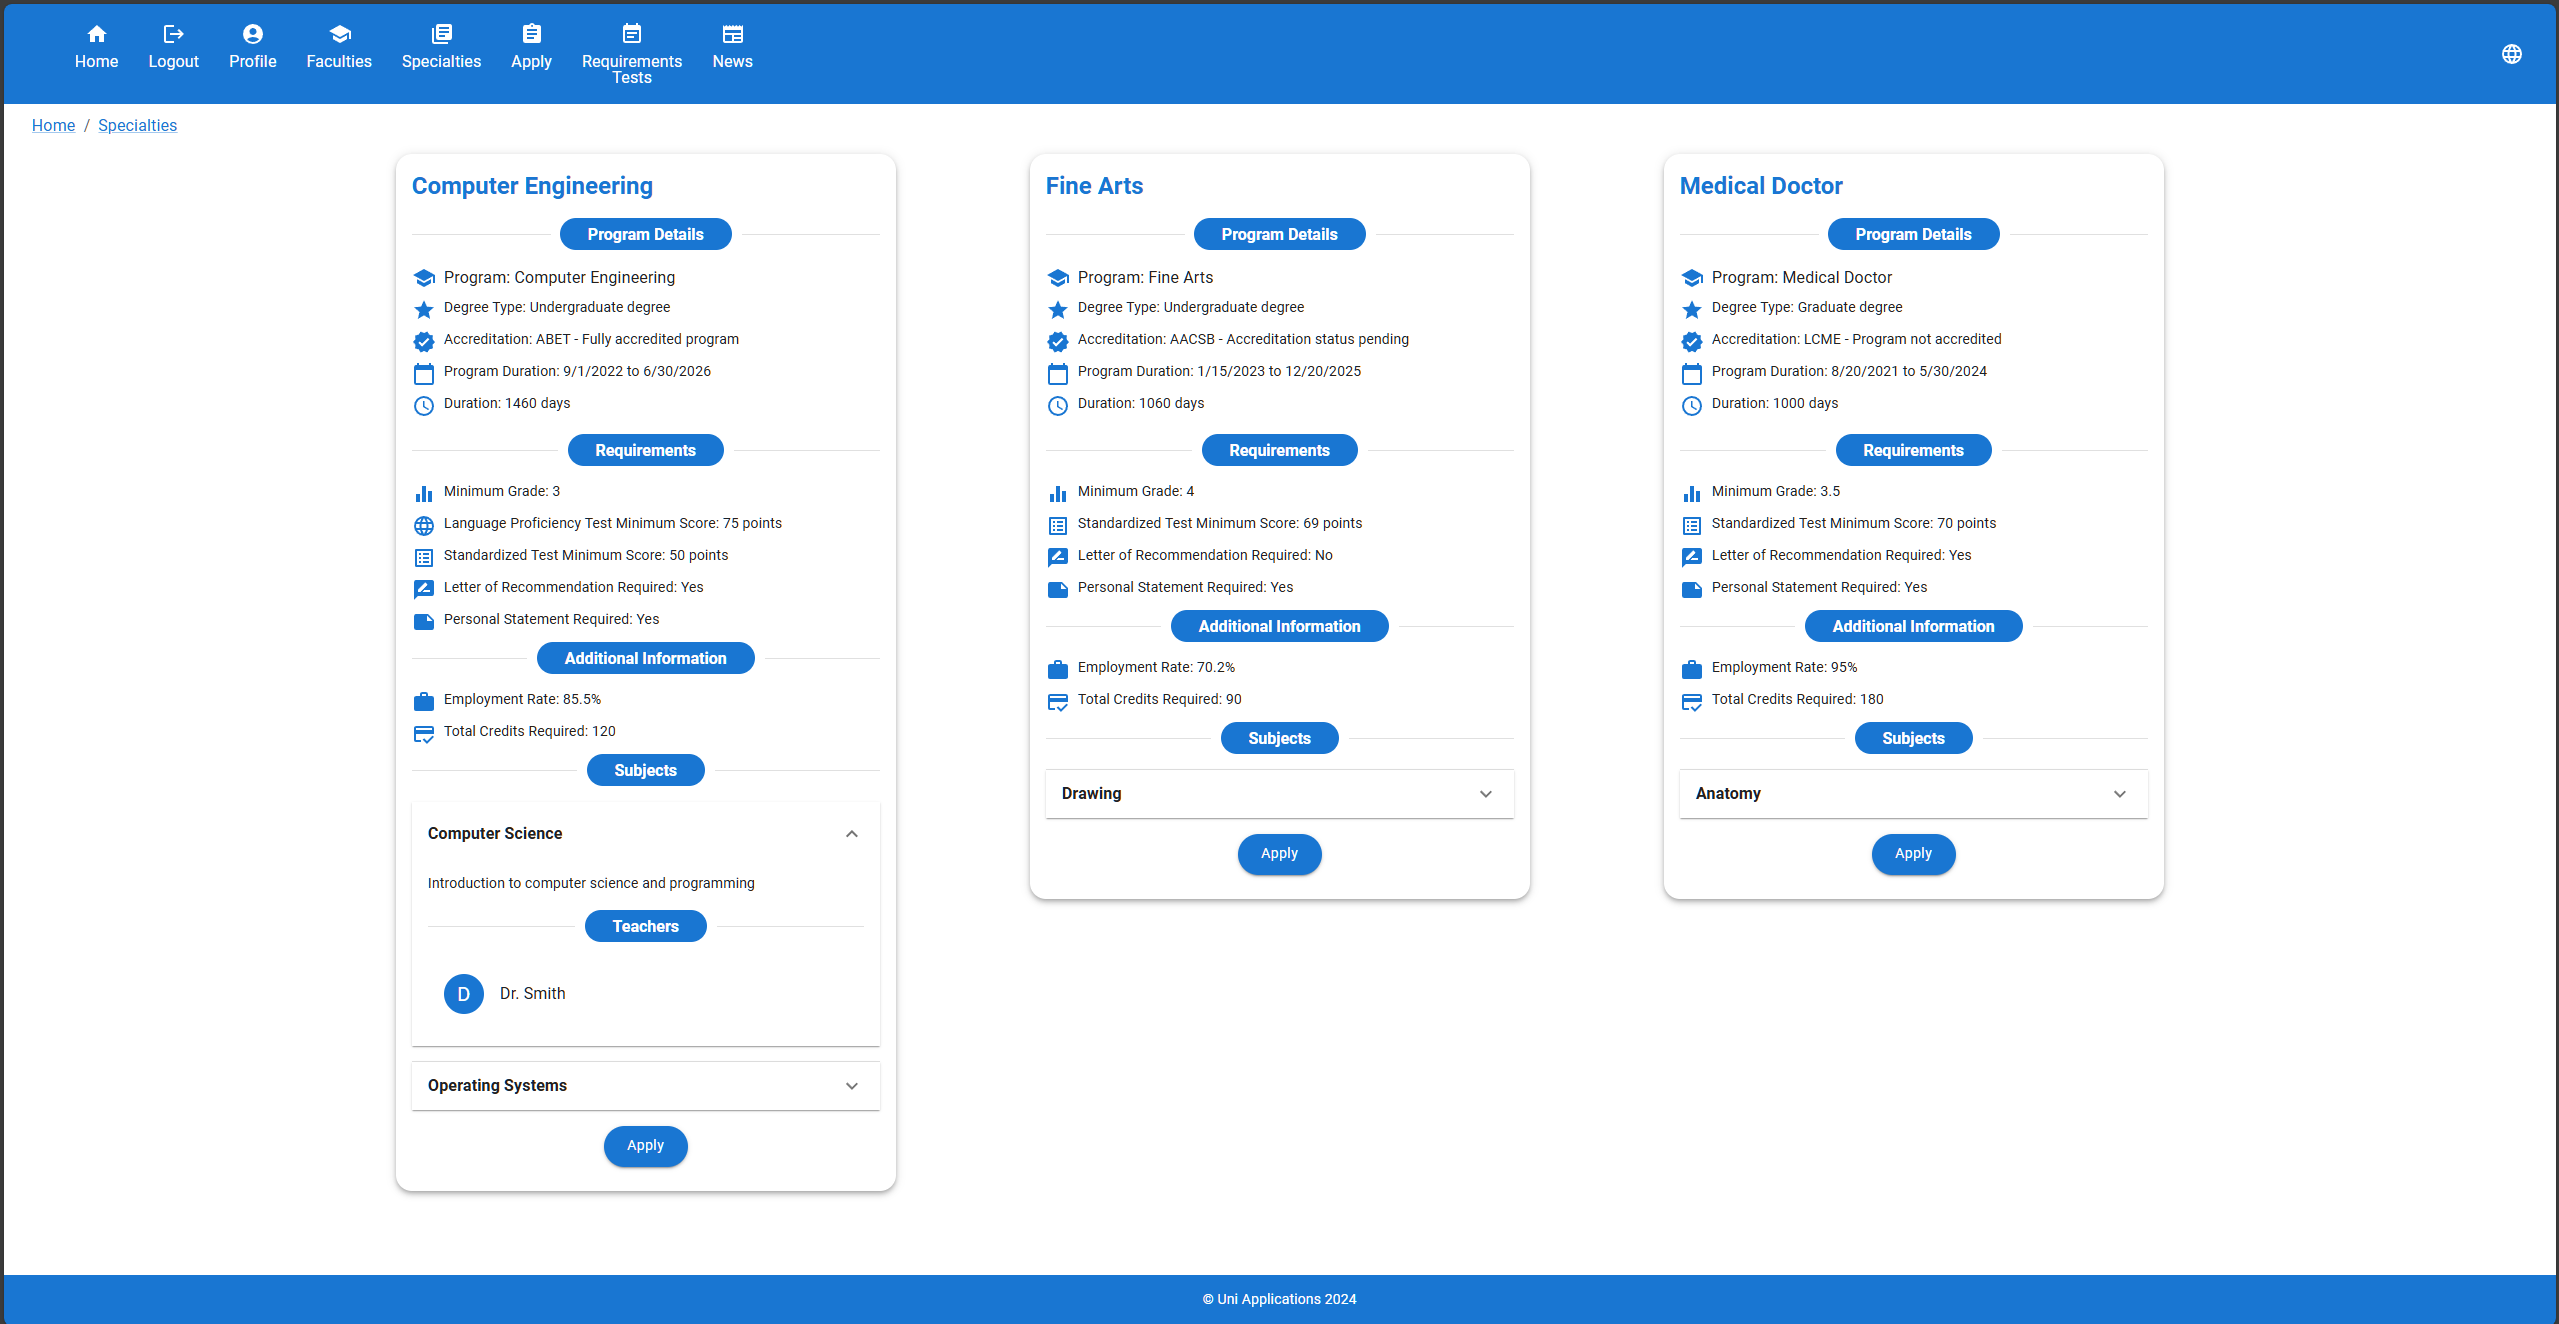 Home
Logout
Profile
Faculties
Specialties
Apply
Requirements
Tests
News
Home / Specialties
Computer Engineering
Program Details
Program: Computer Engineering
Degree Type: Undergraduate degree
Accreditation: ABET - Fully accredited program
Program Duration: 9/1/2022 to 6/30/2026
Duration: 1460 days
Requirements
Minimum Grade: 3
Language Proficiency Test Minimum Score: 75 points
Standardized Test Minimum Score: 50 points
Letter of Recommendation Required: Yes
Personal Statement Required: Yes
Additional Information
Employment Rate: 85.5%
Total Credits Required: 120
Subjects
Computer Science
Introduction to computer science and programming
Teachers
D
Dr. Smith
Operating Systems
Apply
Fine Arts
Program Details
Program: Fine Arts
Degree Type: Undergraduate degree
Accreditation: AACSB - Accreditation status pending
Program Duration: 1/15/2023 to 12/20/2025
Duration: 1060 days
Requirements
Minimum Grade: 4
Standardized Test Minimum Score: 69 points
Letter of Recommendation Required: No
Personal Statement Required: Yes
Additional Information
Employment Rate: 70.2%
Total Credits Required: 90
Subjects
Drawing
Apply
Medical Doctor
Program Details
Program: Medical Doctor
Degree Type: Graduate degree
Accreditation: LCME - Program not accredited
Program Duration: 8/20/2021 to 5/30/2024
Duration: 1000 days
Requirements
Minimum Grade: 3.5
Standardized Test Minimum Score: 70 points
Letter of Recommendation Required: Yes
Personal Statement Required: Yes
Additional Information
Employment Rate: 95%
Total Credits Required: 180
Subjects
Anatomy
Apply
© Uni Applications 2024